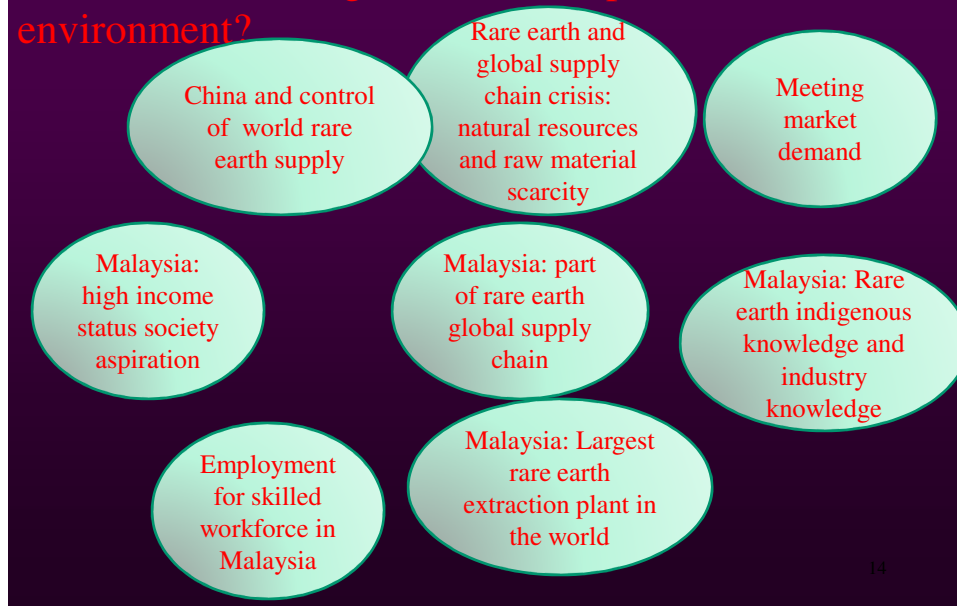 environment?
China and control
of world rare
earth supply
Rare earth and
global supply
chain crisis:
natural resources
and raw material
scarcity
Meeting
market
demand
Malaysia:
high income
status society
aspiration
Malaysia: part
of rare earth
global supply
chain
Malaysia: Rare
earth indigenous
knowledge and
industry
knowledge
Employment
for skilled
workforce in
Malaysia
Malaysia: Largest
rare earth
extraction plant in
the world
14